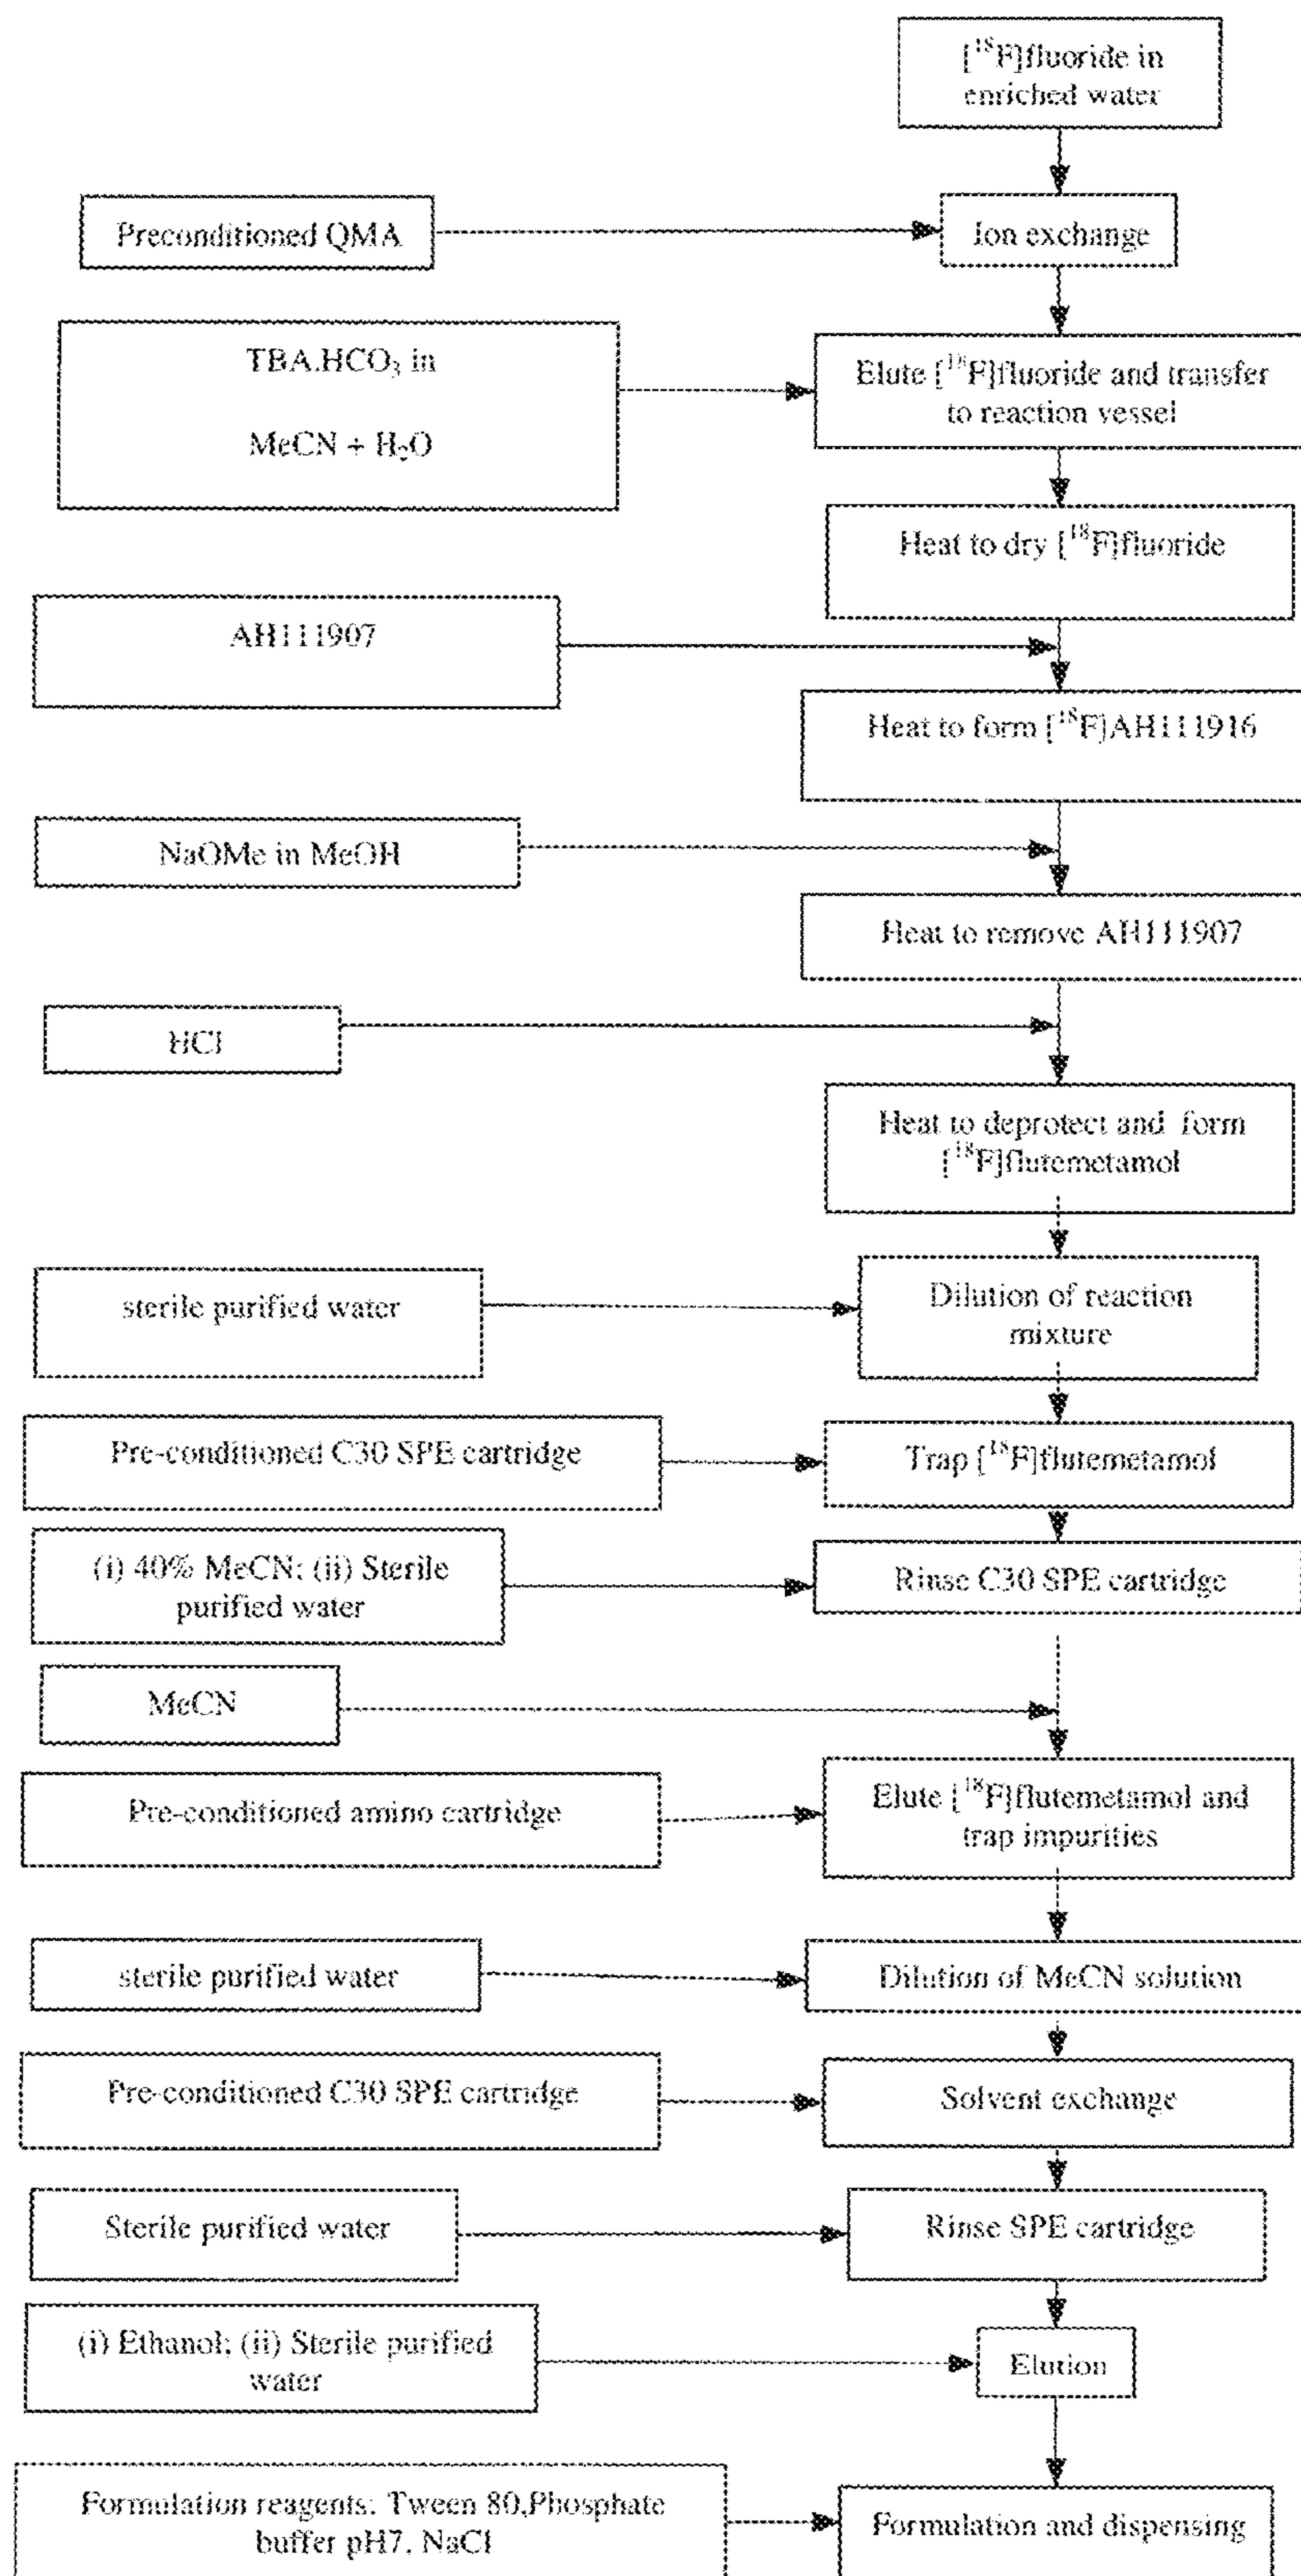 [¹⁸F]fluoride in
enriched water
Preconditioned QMA
Ion exchange
TBA.HCO₃ in
MeCN + H₂O
Elute [¹⁸F]fluoride and transfer
to reaction vessel
Heat to dry [¹⁸F]fluoride
AH111907
Heat to form [¹⁸F]AH111916
NaOMe in MeOH
Heat to remove AH111907
HCl
Heat to deprotect and form
[¹⁸F]flutemetamol
sterile purified water
Dilution of reaction
mixture
Pre-conditioned C30 SPE cartridge
Trap [¹⁸F]flutemetamol
(i) 40% MeCN; (ii) Sterile
purified water
Rinse C30 SPE cartridge
MeCN
Pre-conditioned amino cartridge
Elute [¹⁸F]flutemetamol and
trap impurities
sterile purified water
Dilution of MeCN solution
Pre-conditioned C30 SPE cartridge
Solvent exchange
Sterile purified water
Rinse SPE cartridge
(i) Ethanol; (ii) Sterile purified
water
Elution
Formulation reagents: Tween 80,Phosphate
buffer pH7, NaCl
Formulation and dispensing